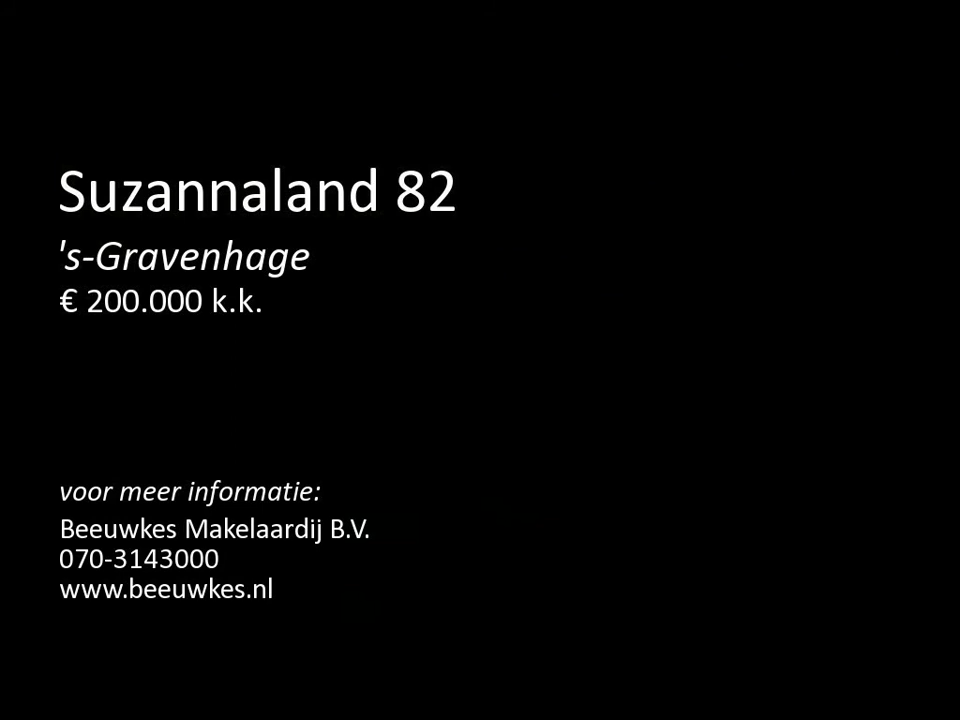 Suzannaland 82
's-Gravenhage
€ 200.000 k.k.
voor meer informatie:
Beeuwkes Makelaardij B.V.
070-3143000
www.beeuwkes.nl